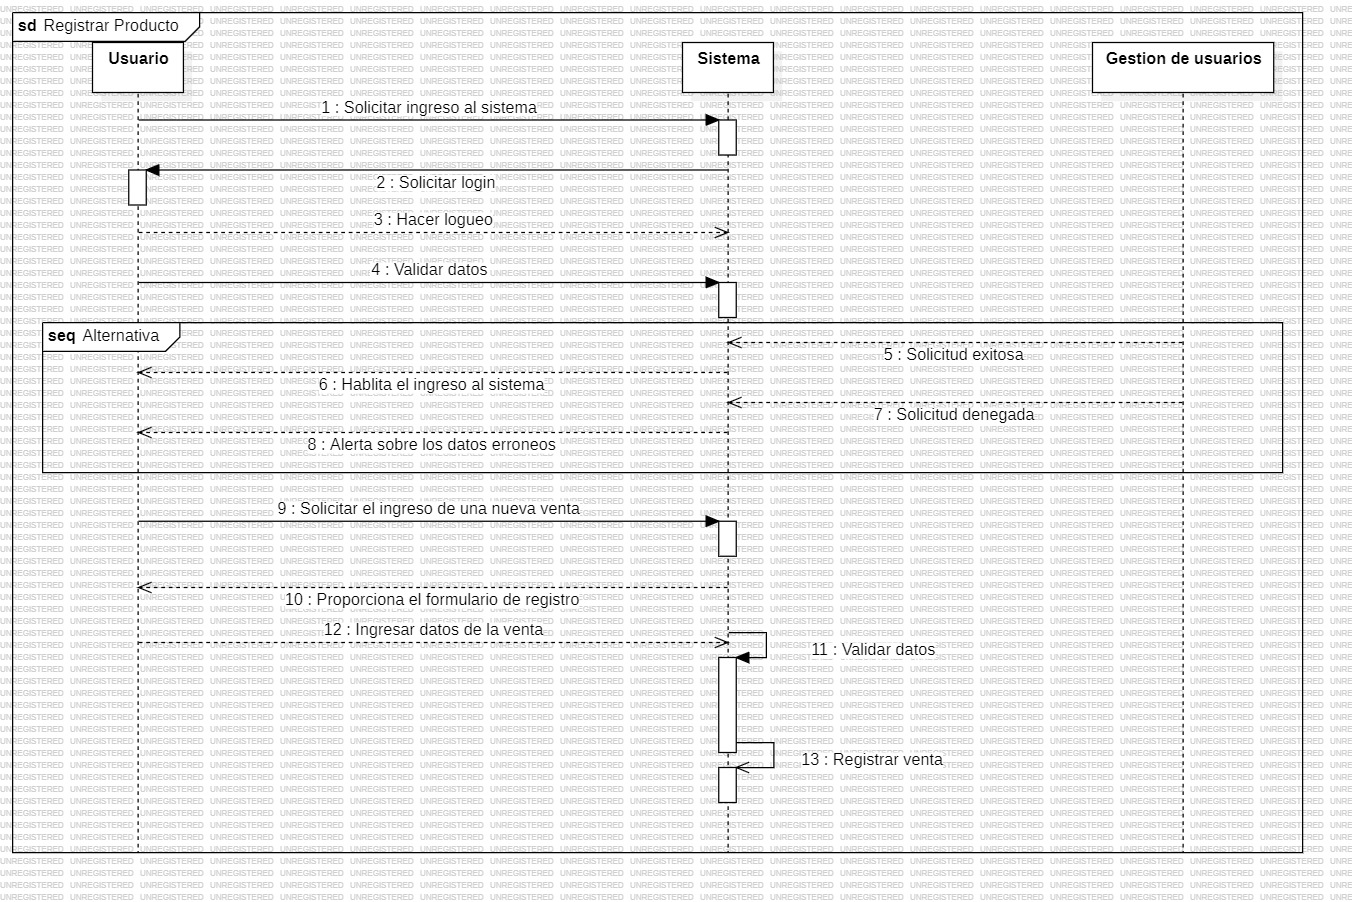 sd Registrar Producto
Usuario
Sistema
Gestion de usuarios
1 : Solicitar ingreso al sistema
2 : Solicitar login
3 : Hacer logueo
4 : Validar datos
seq Alternativa
5 : Solicitud exitosa
6 : Hablita el ingreso al sistema
7 : Solicitud denegada
8 : Alerta sobre los datos erroneos
9 : Solicitar el ingreso de una nueva venta
10 : Proporciona el formulario de registro
12 : Ingresar datos de la venta
11 : Validar datos
13 : Registrar venta
UNREGISTERED